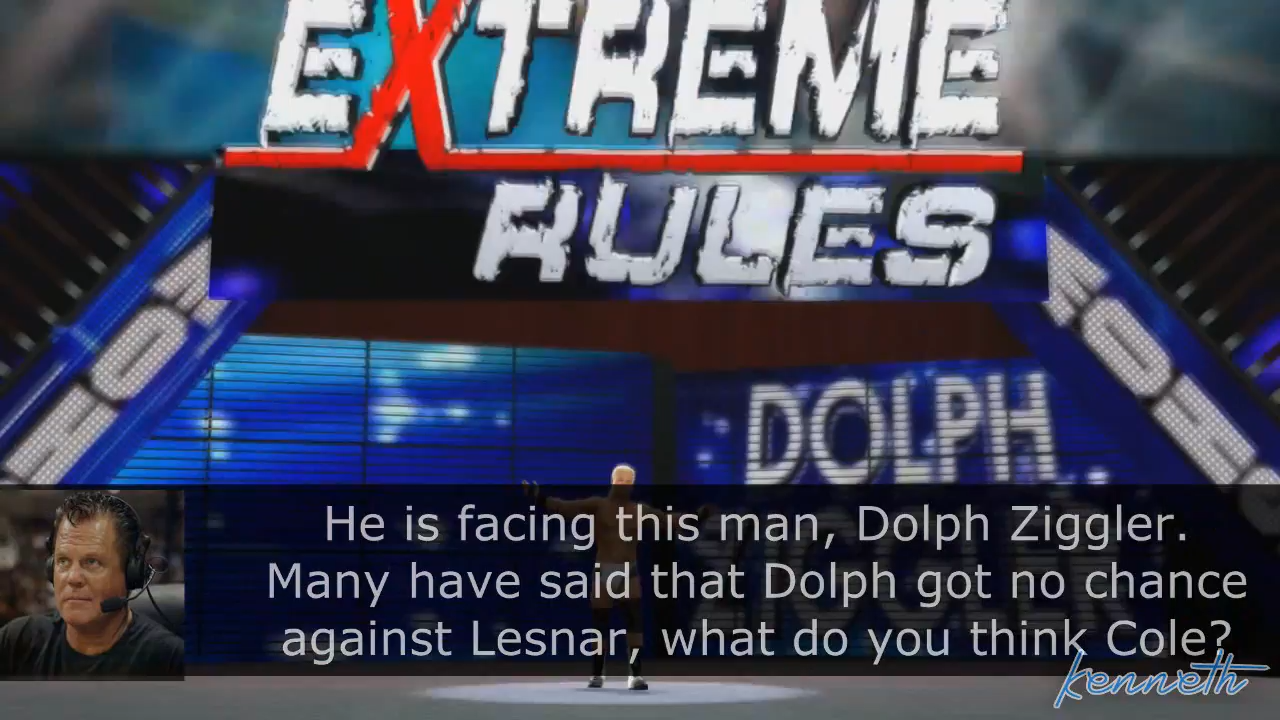 EXTREME
RULES
DOLPH
ZIGGLER
He is facing this man, Dolph Ziggler.
Many have said that Dolph got no chance
against Lesnar, what do you think Cole?
kenneth